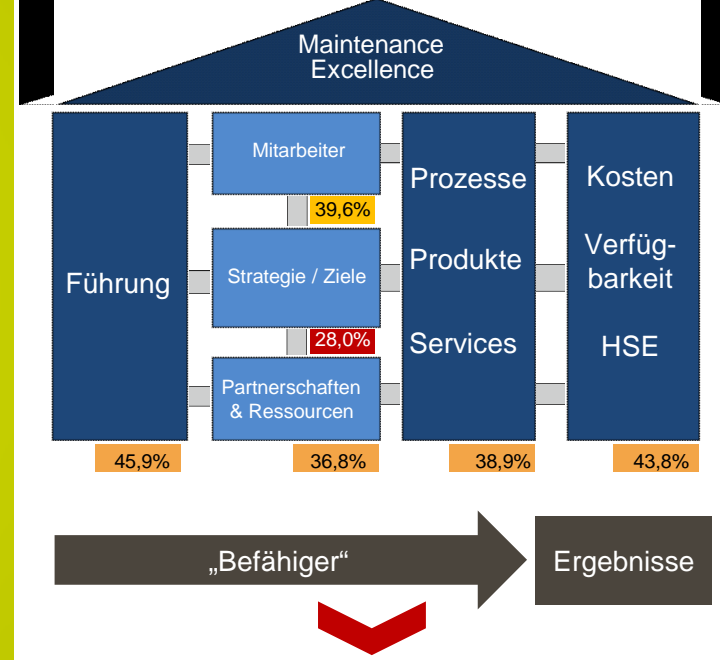 Maintenance
Excellence
Führung
Mitarbeiter
39,6%
Strategie / Ziele
28,0%
Partnerschaften
& Ressourcen
Prozesse
Produkte
Services
Kosten
Verfüg-
barkeit
HSE
45,9%
36,8%
38,9%
43,8%
„Befähiger“
Ergebnisse